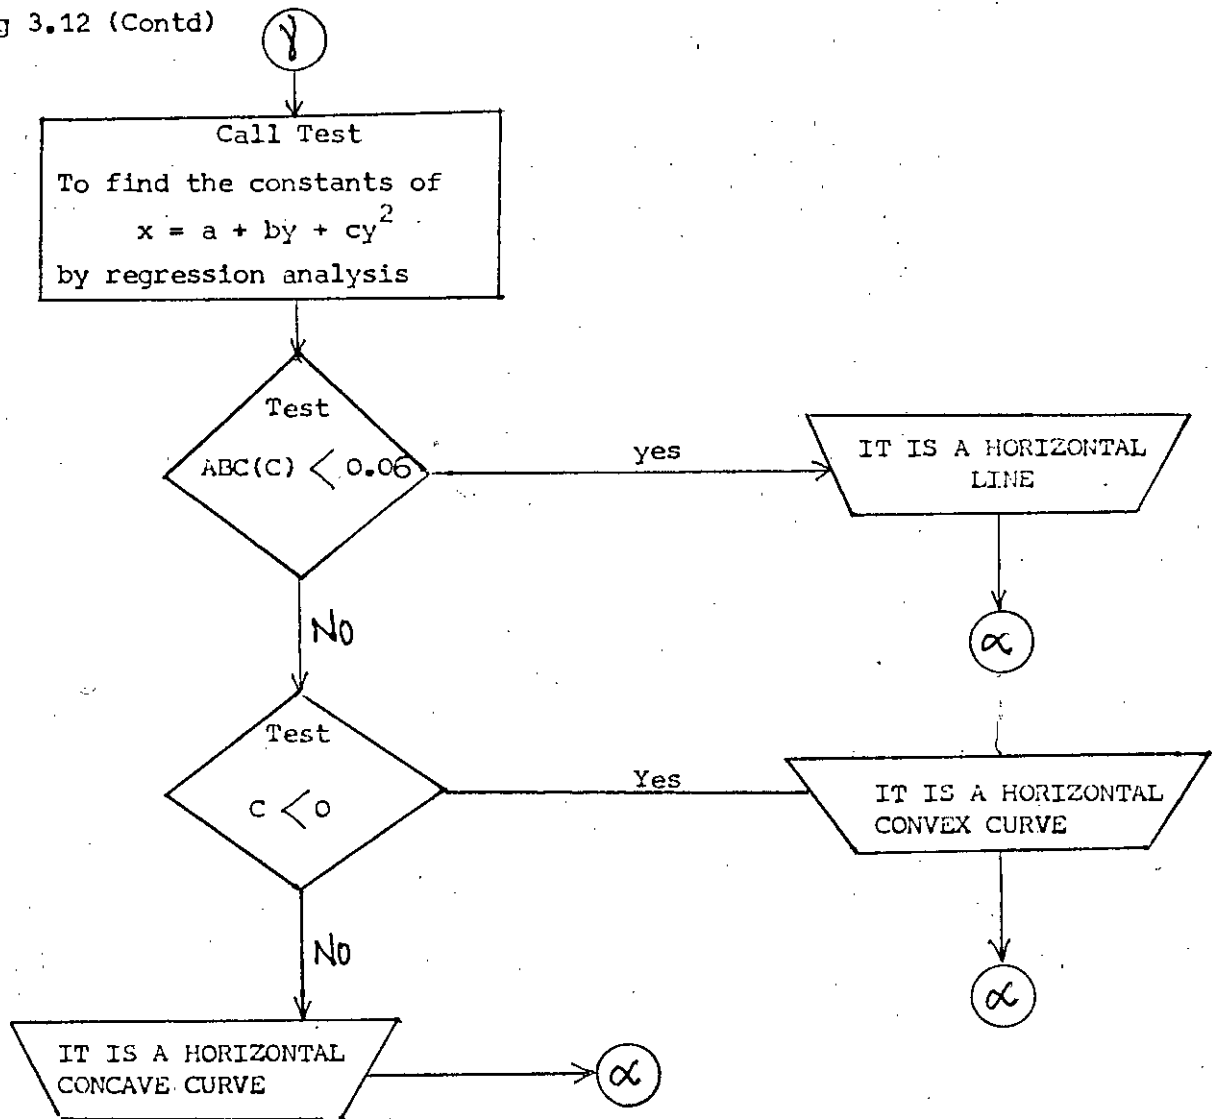 g 3.12 (Contd)
γ
Call Test
To find the constants of
x = a + by + cy²
by regression analysis
Test
ABC(C) < 0.06
yes
IT IS A HORIZONTAL
LINE
α
NO
Test
C < 0
Yes
IT IS A HORIZONTAL
CONVEX CURVE
α
NO
IT IS A HORIZONTAL
CONCAVE CURVE
α